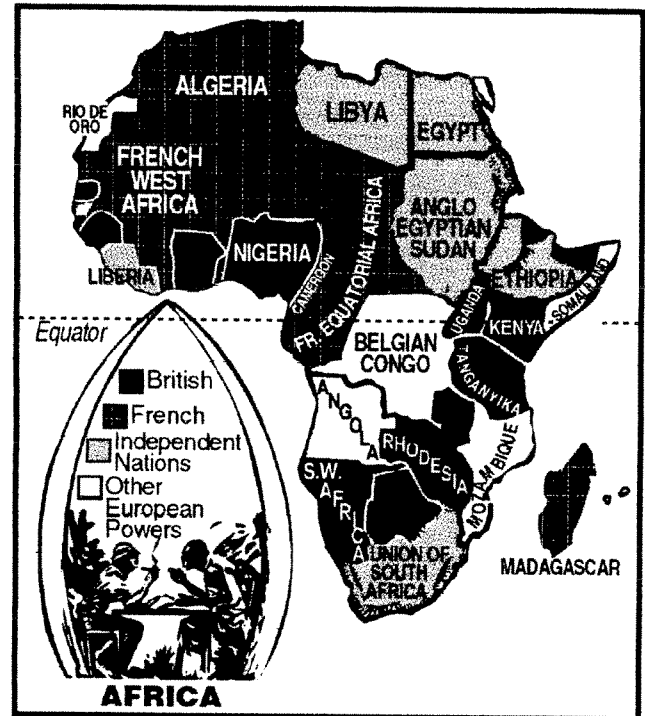 ALGERIA
LIBYA
EGYPT
RIO DE
ORO
FRENCH
WEST
AFRICA
ANGLO
EGYPTIAN
SUDAN
NIGERIA
LIBERIA
CAMEROON
FR. EQUATORIAL AFRICA
ETHIOPIA
SOMALILAND
UGANDA
KENYA
Equator
BELGIAN
CONGO
TANGANYIKA
ANGOLA
RHODESIA
MOZAMBIQUE
S.W.
AFRICA
UNION OF
SOUTH
AFRICA
MADAGASCAR
British
French
Independent
Nations
Other
European
Powers
AFRICA